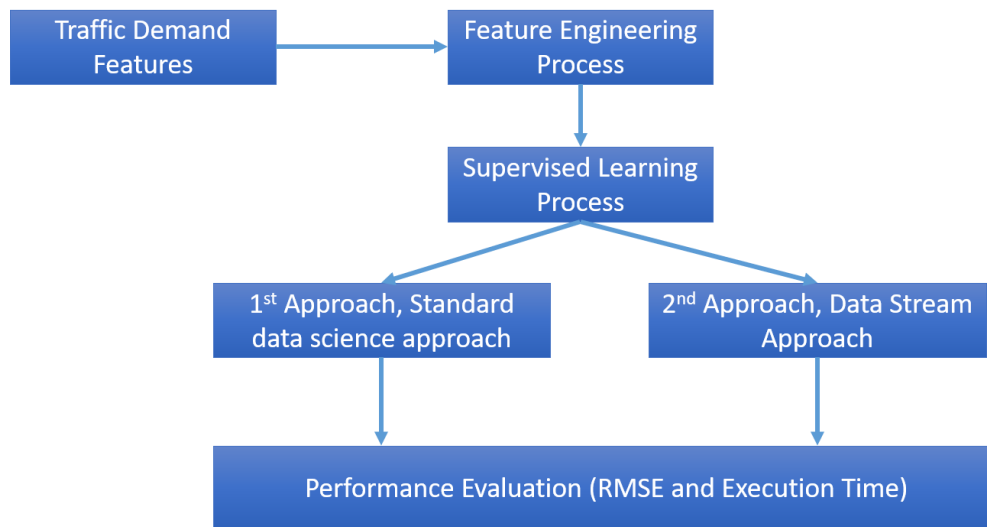 Traffic Demand
Features
Feature Engineering
Process
Supervised Learning
Process
1st Approach, Standard
data science approach
2nd Approach, Data Stream
Approach
Performance Evaluation (RMSE and Execution Time)